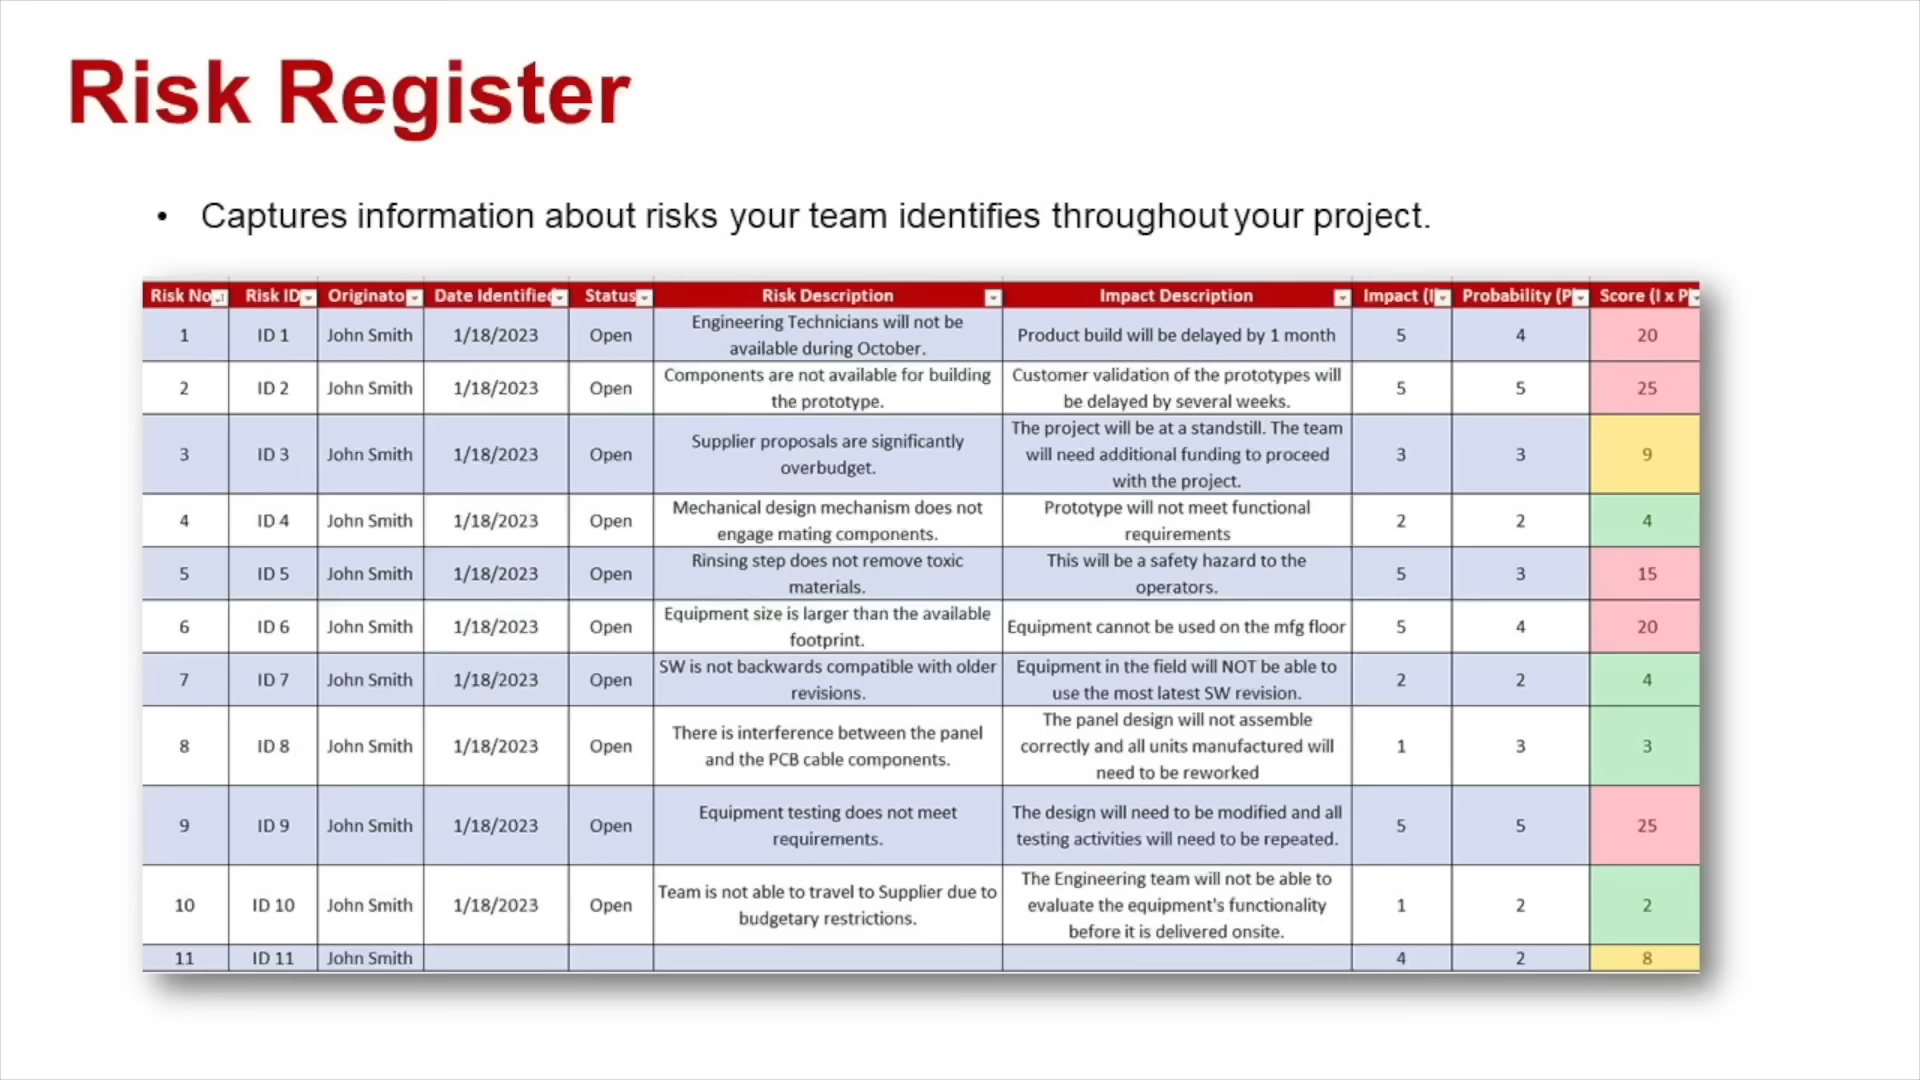 Risk Register
• Captures information about risks your team identifies throughout your project.
Risk No Risk ID Originato Date Identified Status Risk Description Impact Description Impact (I Probability (P Score (I x P
1 ID 1 John Smith 1/18/2023 Open Engineering Technicians will not be available during October. Product build will be delayed by 1 month 5 4 20
2 ID 2 John Smith 1/18/2023 Open Components are not available for building the prototype. Customer validation of the prototypes will be delayed by several weeks. 5 5 25
3 ID 3 John Smith 1/18/2023 Open Supplier proposals are significantly overbudget. The project will be at a standstill. The team will need additional funding to proceed with the project. 3 3 9
4 ID 4 John Smith 1/18/2023 Open Mechanical design mechanism does not engage mating components. Prototype will not meet functional requirements 2 2 4
5 ID 5 John Smith 1/18/2023 Open Rinsing step does not remove toxic materials. This will be a safety hazard to the operators. 5 3 15
6 ID 6 John Smith 1/18/2023 Open Equipment size is larger than the available footprint. Equipment cannot be used on the mfg floor 5 4 20
7 ID 7 John Smith 1/18/2023 Open SW is not backwards compatible with older revisions. Equipment in the field will NOT be able to use the most latest SW revision. 2 2 4
8 ID 8 John Smith 1/18/2023 Open There is interference between the panel and the PCB cable components. The panel design will not assemble correctly and all units manufactured will need to be reworked 1 3 3
9 ID 9 John Smith 1/18/2023 Open Equipment testing does not meet requirements. The design will need to be modified and all testing activities will need to be repeated. 5 5 25
10 ID 10 John Smith 1/18/2023 Open Team is not able to travel to Supplier due to budgetary restrictions. The Engineering team will not be able to evaluate the equipment's functionality before it is delivered onsite. 1 2 2
11 ID 11 John Smith 4 2 8